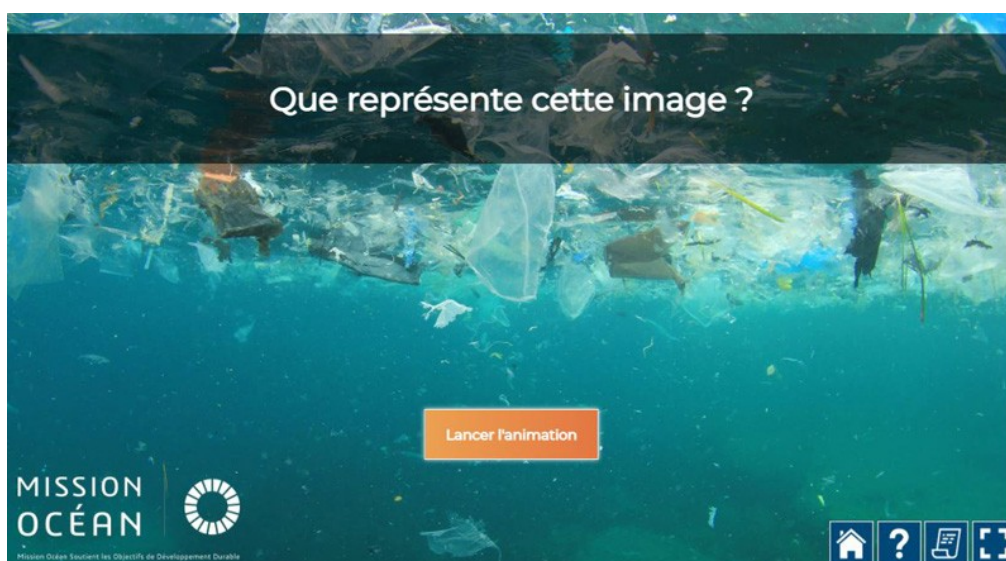 Que représente cette image ?
Lancer l'animation
MISSION
OCÉAN
Mission Océan Soutient les Objectifs de Développement Durable
?